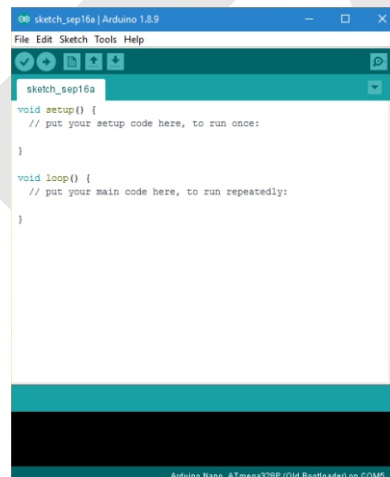 sketch_sep16a | Arduino 1.8.9
File Edit Sketch Tools Help
sketch_sep16a
void setup() {
// put your setup code here, to run once:
}
void loop() {
// put your main code here, to run repeatedly:
}
Arduino Nano, ATmega328P (Old Bootloader) on COM5